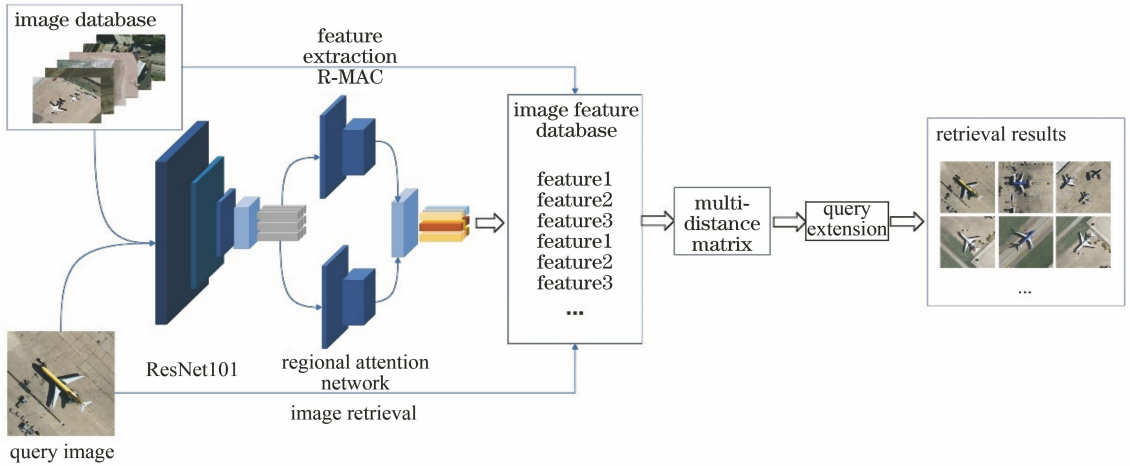 image database
feature
extraction
R-MAC
image feature
database
feature1
feature2
feature3
feature1
feature2
feature3
...
multi-
distance
matrix
query
extension
retrieval results
...
ResNet101
regional attention
network
image retrieval
query image